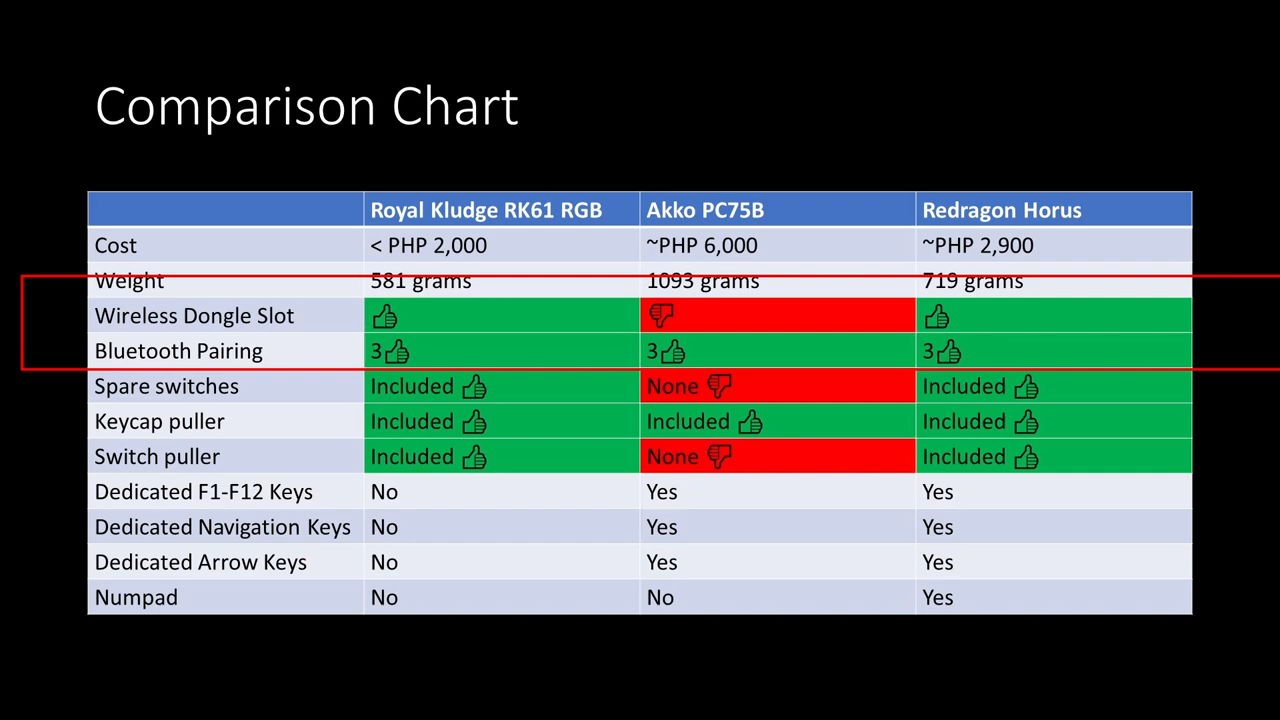 Comparison Chart
Royal Kludge RK61 RGB Akko PC75B Redragon Horus
Cost < PHP 2,000 ~PHP 6,000 ~PHP 2,900
Weight 581 grams 1093 grams 719 grams
Wireless Dongle Slot 👍 👎 👍
Bluetooth Pairing 3👍 3👍 3👍
Spare switches Included 👍 None 👎 Included 👍
Keycap puller Included 👍 Included 👍 Included 👍
Switch puller Included 👍 None 👎 Included 👍
Dedicated F1-F12 Keys No Yes Yes
Dedicated Navigation Keys No Yes Yes
Dedicated Arrow Keys No Yes Yes
Numpad No No Yes